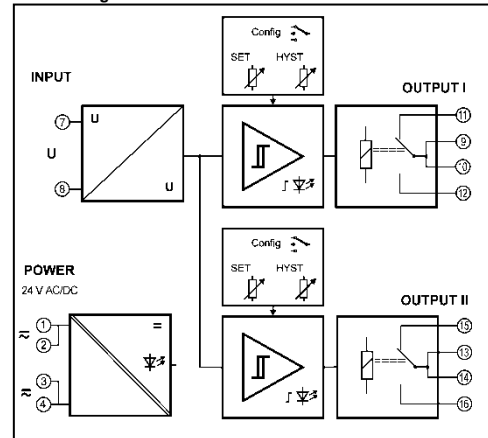 Config
SET HYST
INPUT
OUTPUT I
7
U
U
8
U
11
9
10
12
Config
SET HYST
POWER
24 V AC/DC
OUTPUT II
1
2
3
4
=
15
13
14
16